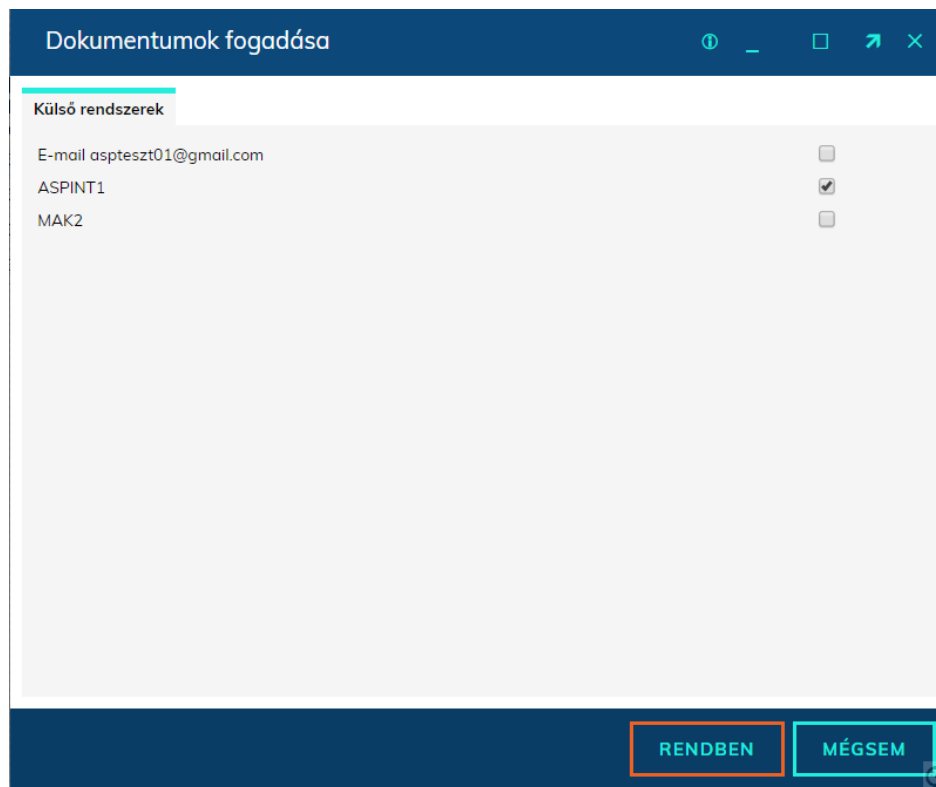 Dokumentumok fogadása
Külső rendszerek
E-mail aspteszt01@gmail.com
ASPINT1
MAK2
RENDBEN
MÉGSEM